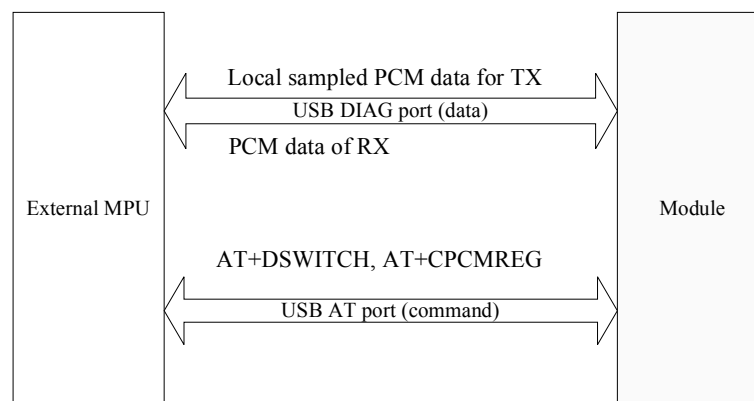 Local sampled PCM data for TX
USB DIAG port (data)
PCM data of RX
External MPU
Module
AT+DSWITCH, AT+CPCMREG
USB AT port (command)